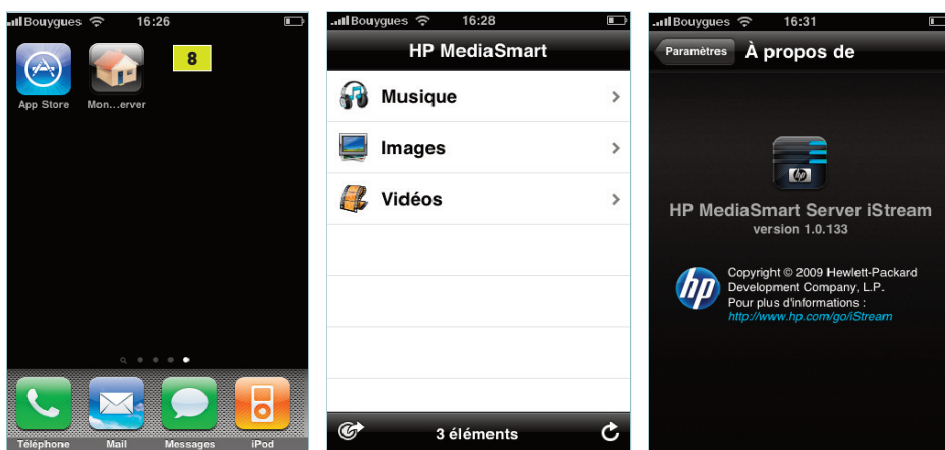 Bouygues 16:26
8
App Store Mon...erver
Téléphone Mail Messages iPod
Bouygues 16:28
HP MediaSmart
Musique
Images
Vidéos
3 éléments
Bouygues 16:31
Paramètres À propos de
hp
HP MediaSmart Server iStream
version 1.0.133
hp
Copyright © 2009 Hewlett-Packard
Development Company, L.P.
Pour plus d'informations :
http://www.hp.com/go/iStream